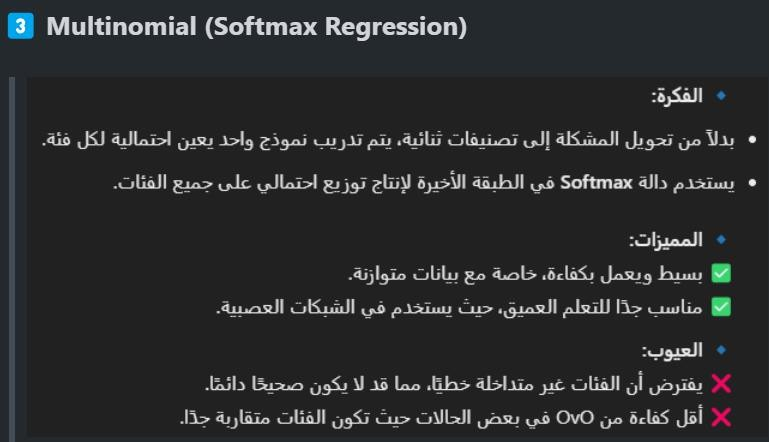 3 Multinomial (Softmax Regression)
الفكرة:
بدلاً من تحويل المشكلة إلى تصنيفات ثنائية، يتم تدريب نموذج واحد يعين احتمالية لكل فئة.
يستخدم دالة Softmax في الطبقة الأخيرة لإنتاج توزيع احتمالي على جميع الفئات.
المميزات:
✅ بسيط ويعمل بكفاءة، خاصة مع بيانات متوازنة.
✅ مناسب جدًا للتعلم العميق، حيث يستخدم في الشبكات العصبية.
العيوب:
❌ يفترض أن الفئات غير متداخلة خطيًا، مما قد لا يكون صحيحًا دائمًا.
❌ أقل كفاءة من OvO في بعض الحالات حيث تكون الفئات متقاربة جدًا.